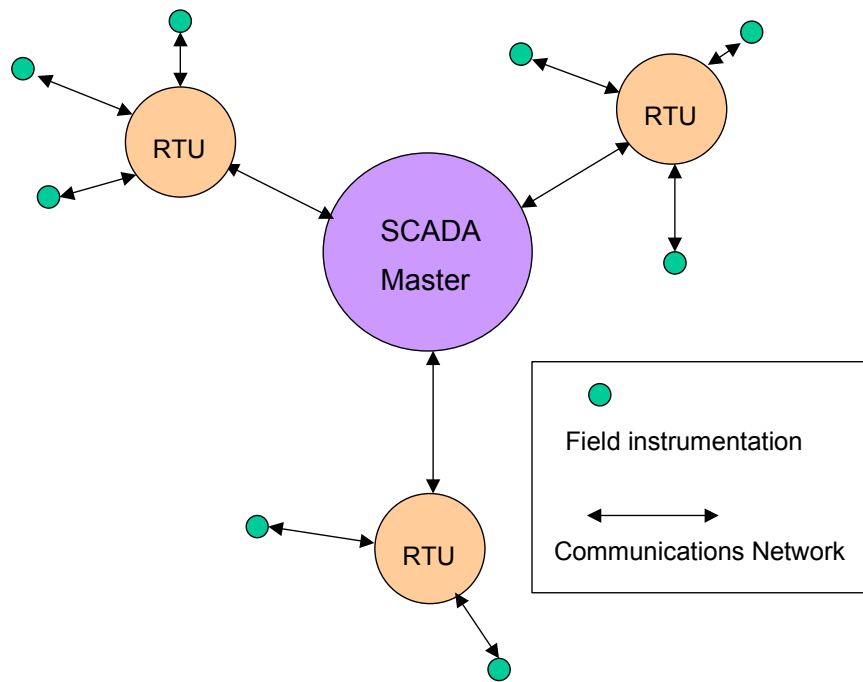 RTU
RTU
SCADA
Master
Field instrumentation
RTU
Communications Network